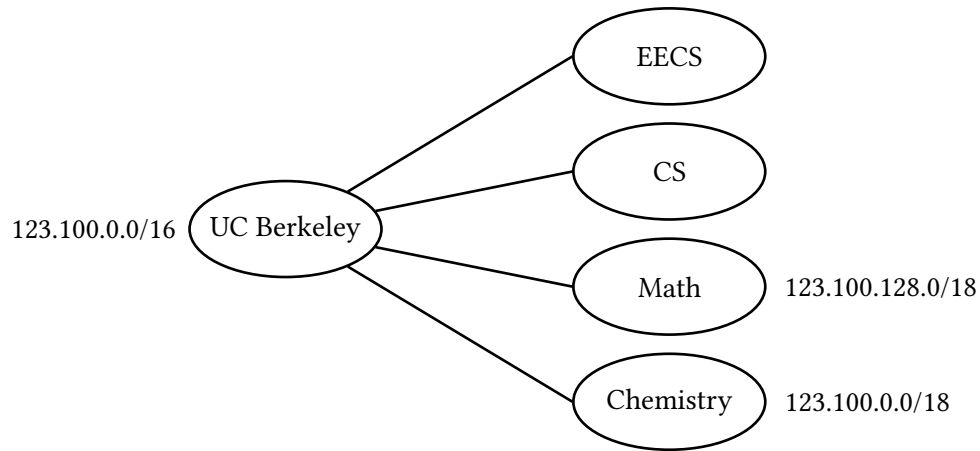 EECS
CS
123.100.0.0/16
UC Berkeley
Math
123.100.128.0/18
Chemistry
123.100.0.0/18